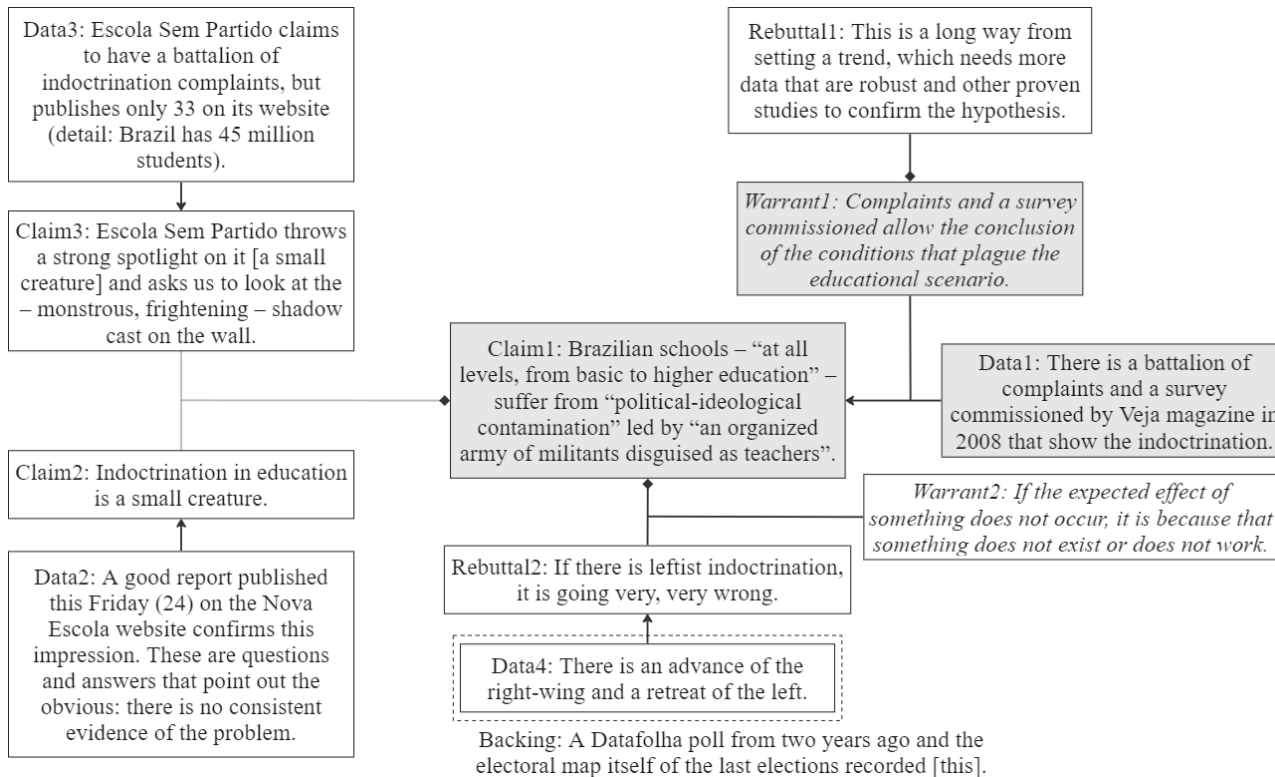 Data3: Escola Sem Partido claims
to have a battalion of
indoctrination complaints, but
publishes only 33 on its website
(detail: Brazil has 45 million
students).
Rebuttal1: This is a long way from
setting a trend, which needs more
data that are robust and other proven
studies to confirm the hypothesis.
Warrant1: Complaints and a survey
commissioned allow the conclusion
of the conditions that plague the
educational scenario.
Claim3: Escola Sem Partido throws
a strong spotlight on it [a small
creature] and asks us to look at the
– monstrous, frightening – shadow
cast on the wall.
Claim1: Brazilian schools – “at all
levels, from basic to higher education” –
suffer from “political-ideological
contamination” led by “an organized
army of militants disguised as teachers”.
Data1: There is a battalion of
complaints and a survey
commissioned by Veja magazine in
2008 that show the indoctrination.
Claim2: Indoctrination in education
is a small creature.
Warrant2: If the expected effect of
something does not occur, it is because that
something does not exist or does not work.
Data2: A good report published
this Friday (24) on the Nova
Escola website confirms this
impression. These are questions
and answers that point out the
obvious: there is no consistent
evidence of the problem.
Rebuttal2: If there is leftist indoctrination,
it is going very, very wrong.
Data4: There is an advance of the
right-wing and a retreat of the left.
Backing: A Datafolha poll from two years ago and the
electoral map itself of the last elections recorded [this].